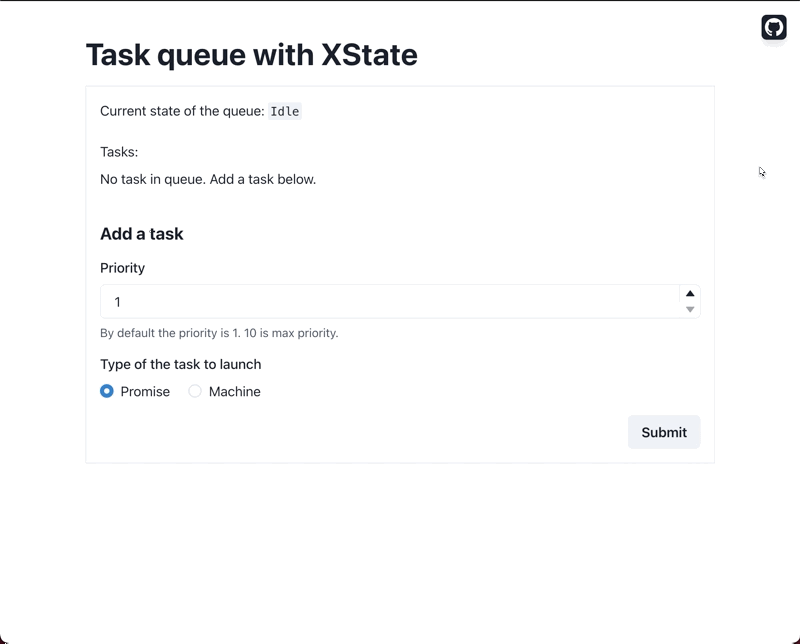 Task queue with XState
Current state of the queue: Idle
Tasks:
No task in queue. Add a task below.
Add a task
Priority
1
By default the priority is 1. 10 is max priority.
Type of the task to launch
Promise Machine
Submit